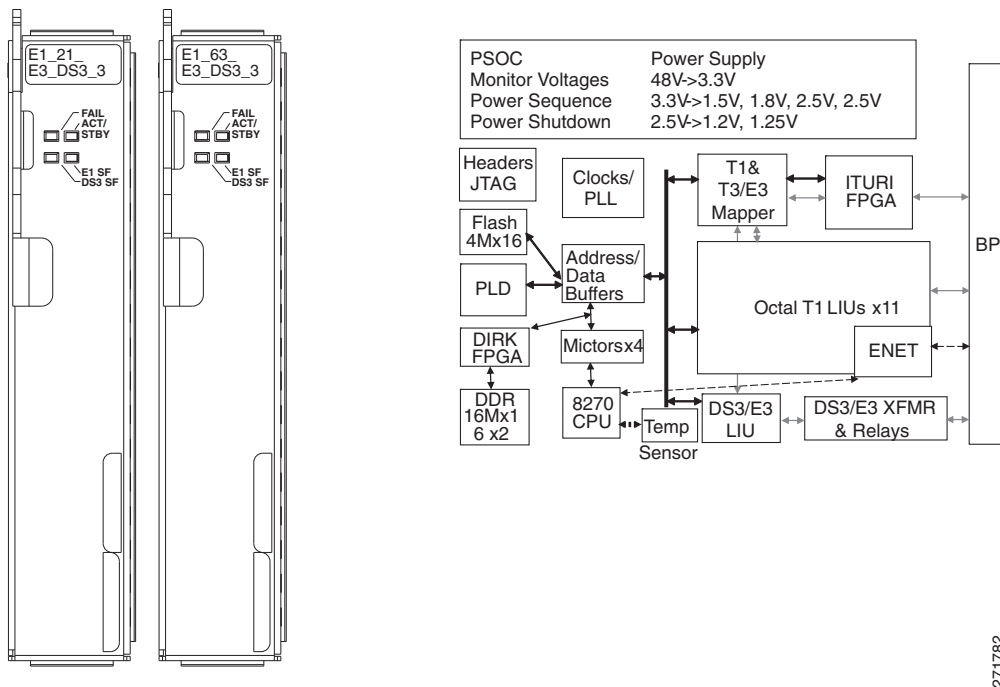 E1_21_
E3_DS3_3
FAIL
ACT/
STBY
E1 SF
DS3 SF
E1_63_
E3_DS3_3
FAIL
ACT/
STBY
E1 SF
DS3 SF
PSOC Power Supply
Monitor Voltages 48V->3.3V
Power Sequence 3.3V->1.5V, 1.8V, 2.5V, 2.5V
Power Shutdown 2.5V->1.2V, 1.25V
Headers
JTAG
Clocks/
PLL
T1&
T3/E3
Mapper
ITURI
FPGA
Flash
4Mx16
Address/
Data
Buffers
PLD
BP
Octal T1 LIUs x11
DIRK
FPGA
Mictorsx4
ENET
DDR
16Mx1
6 x2
8270
CPU
Temp
Sensor
DS3/E3
LIU
DS3/E3 XFMR
& Relays
271782